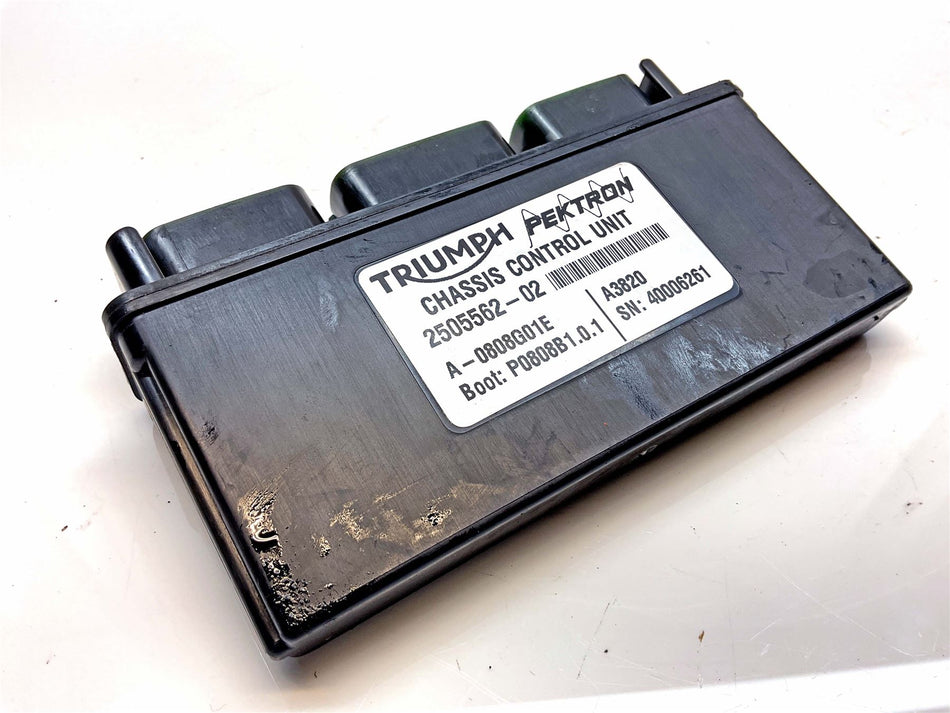 TRIUMPH PEKTRON
CHASSIS CONTROL UNIT
2505562-02
A-0808G01E A3820
Boot: P0808B1.0.1 SN: 40006261